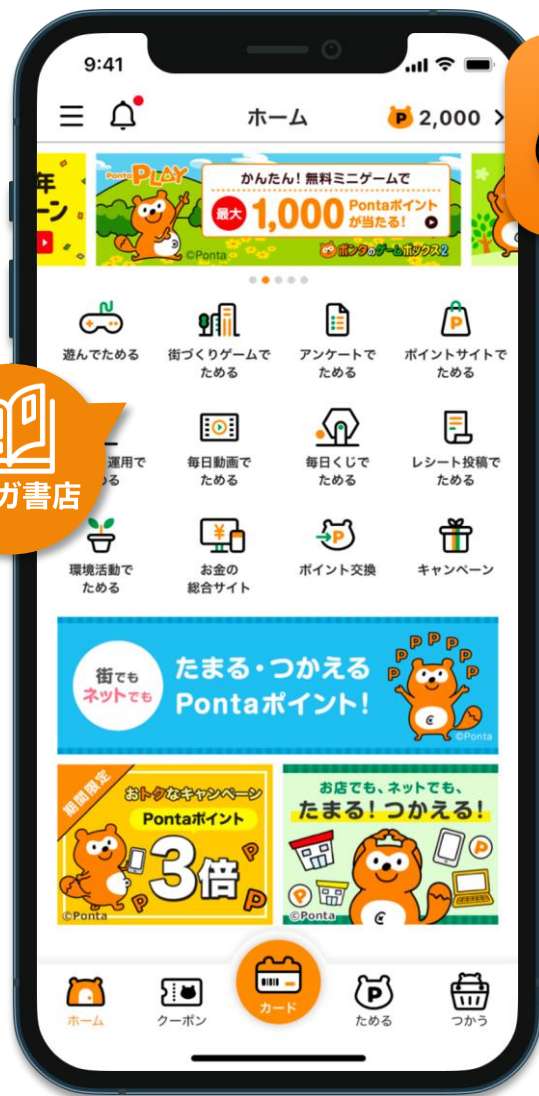 9:41
ホーム
P 2,000
年
ーン
Ponta PLAY
かんたん! 無料ミニゲームで
最大 1,000 Pontaポイントが当たる!
©Ponta
ポンタのゲームボックス2
遊んでためる
街づくりゲームで
ためる
アンケートで
ためる
P
ポイントサイトで
ためる
運用で
る
毎日動画で
ためる
毎日くじで
ためる
レシート投稿で
ためる
ガ書店
環境活動で
ためる
¥
お金の
総合サイト
P
ポイント交換
キャンペーン
街でも
ネットでも
たまる・つかえる
Pontaポイント!
P P P P P P P
©Ponta
期間限定
おトクなキャンペーン
Pontaポイント
3倍
P P P
©Ponta
お店でも、ネットでも、
たまる! つかえる!
P P P
©Ponta
ホーム
クーポン
カード
P
ためる
つかう